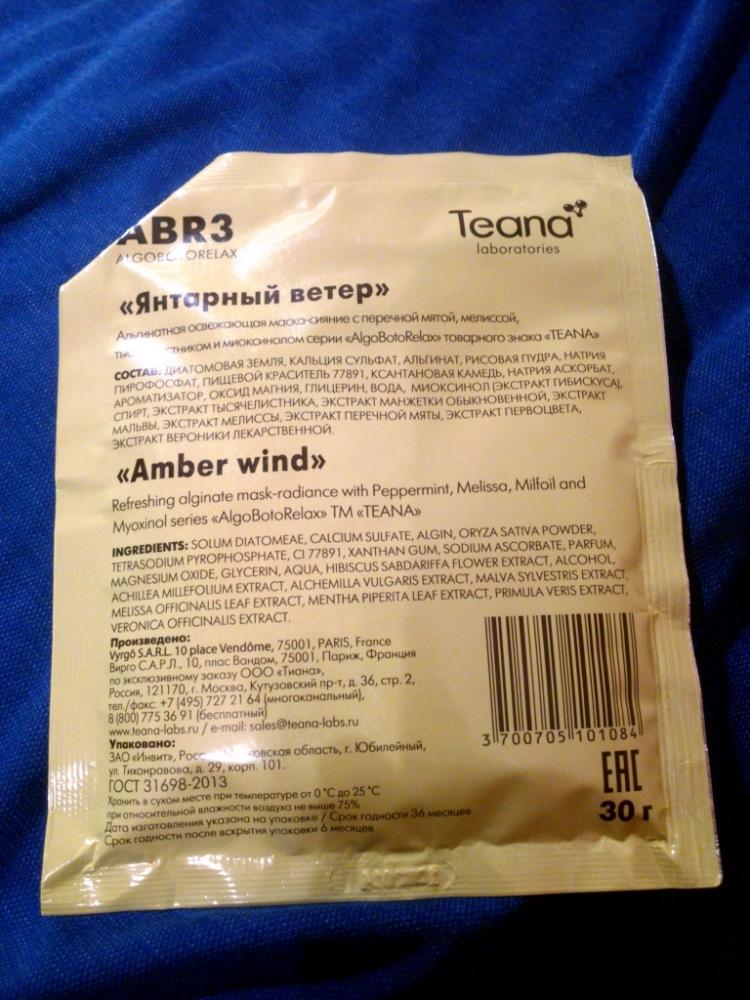 ABR3
Teana
laboratories
«Янтарный ветер»
Альгинатная освежающая маска-сияние с перечной мятой, мелиссой,
и миоксинолом серии «AlgoBotoRelax» товарного знака «TEANA»
СОСТАВ: ДИАТОМОВАЯ ЗЕМЛЯ, КАЛЬЦИЯ СУЛЬФАТ, АЛЬГИНАТ, РИСОВАЯ ПУДРА, НАТРИЯ
ПИРОФОСФАТ, ПИЩЕВОЙ КРАСИТЕЛЬ 77891, КСАНТАНОВАЯ КАМЕДЬ, НАТРИЯ АСКОРБАТ,
АРОМАТИЗАТОР, ОКСИД МАГНИЯ, ГЛИЦЕРИН, ВОДА, МИОКСИНОЛ (ЭКСТРАКТ ГИБИСКУСА),
СПИРТ, ЭКСТРАКТ ТЫСЯЧЕЛИСТНИКА, ЭКСТРАКТ МАНЖЕТКИ ОБЫКНОВЕННОЙ, ЭКСТРАКТ
МАЛЬВЫ, ЭКСТРАКТ МЕЛИССЫ, ЭКСТРАКТ ПЕРЕЧНОЙ МЯТЫ, ЭКСТРАКТ ПЕРВОЦВЕТА,
ЭКСТРАКТ ВЕРОНИКИ ЛЕКАРСТВЕННОЙ.
«Amber wind»
Refreshing alginate mask-radiance with Peppermint, Melissa, Milfoil and
Myoxinol series «AlgoBotoRelax» TM «TEANA»
INGREDIENTS: SOLUM DIATOMEAE, CALCIUM SULFATE, ALGIN, ORYZA SATIVA POWDER,
TETRASODIUM PYROPHOSPHATE, CI 77891, XANTHAN GUM, SODIUM ASCORBATE, PARFUM,
MAGNESIUM OXIDE, GLYCERIN, AQUA, HIBISCUS SABDARIFFA FLOWER EXTRACT, ALCOHOL,
ACHILLEA MILLEFOLIUM EXTRACT, ALCHEMILLA VULGARIS EXTRACT, MALVA SYLVESTRIS EXTRACT,
MELISSA OFFICINALIS LEAF EXTRACT, MENTHA PIPERITA LEAF EXTRACT, PRIMULA VERIS EXTRACT,
VERONICA OFFICINALIS EXTRACT.
Произведено:
Vyrgô S.A.R.L. 10 place Vendôme, 75001, PARIS, France
Вирго С.А.Р.Л., 10, плас Вандом, 75001, Париж, Франция
по эксклюзивному заказу ООО «Тиана»,
Россия, 121170, г. Москва, Кутузовский пр-т, д. 36, стр. 2,
тел./факс: +7 (495) 727 21 64 (многоканальный),
8 (800) 775 36 91 (бесплатный)
www.teana-labs.ru / e-mail: sales@teana-labs.ru
Упаковано:
ЗАО «Инвит», область, г. Юбилейный,
ул. Тихонравова, д. 29, корп. 101.
ГОСТ 31698-2013
Хранить в сухом месте при температуре от 0 °С до 25 °С
при относительной влажности воздуха не выше 75%
Дата изготовления указана на упаковке / Срок годности 36 месяцев
Срок годности после вскрытия упаковки 6 месяцев
3 700705 101084
EAC
30 г